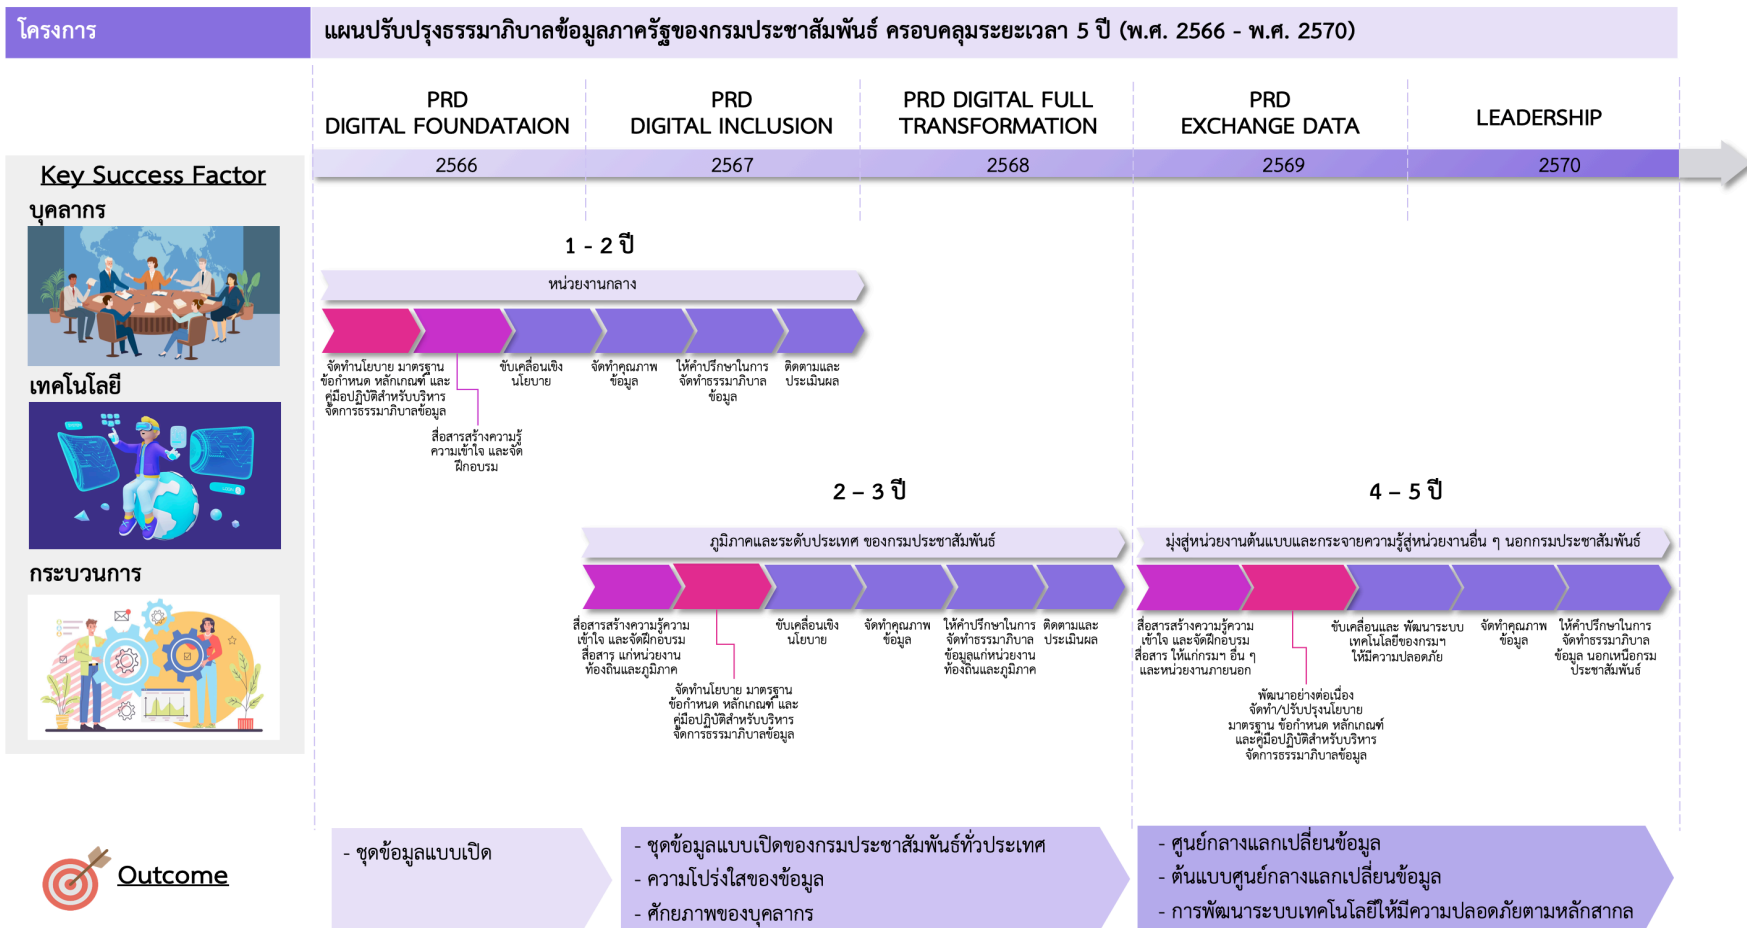 โครงการ
แผนปรับปรุงธรรมาภิบาลข้อมูลภาครัฐของกรมประชาสัมพันธ์ ครอบคลุมระยะเวลา 5 ปี (พ.ศ. 2566 - พ.ศ. 2570)
PRD
DIGITAL FOUNDATAION
PRD
DIGITAL INCLUSION
PRD DIGITAL FULL
TRANSFORMATION
PRD
EXCHANGE DATA
LEADERSHIP
2566
2567
2568
2569
2570
Key Success Factor
บุคลากร
เทคโนโลยี
กระบวนการ
1 - 2 ปี
หน่วยงานกลาง
จัดทำนโยบาย มาตรฐาน
ข้อกำหนด หลักเกณฑ์ และ
คู่มือปฏิบัติสำหรับบริหาร
จัดการธรรมาภิบาลข้อมูล
สื่อสารสร้างความรู้
ความเข้าใจ และจัด
ฝึกอบรม
ขับเคลื่อนเชิง
นโยบาย
จัดทำคุณภาพ
ข้อมูล
ให้คำปรึกษาในการ
จัดทำธรรมาภิบาล
ข้อมูล
ติดตามและ
ประเมินผล
2 – 3 ปี
ภูมิภาคและระดับประเทศ ของกรมประชาสัมพันธ์
สื่อสารสร้างความรู้ความ
เข้าใจ และจัดฝึกอบรม
สื่อสาร แก่หน่วยงาน
ท้องถิ่นและภูมิภาค
จัดทำนโยบาย มาตรฐาน
ข้อกำหนด หลักเกณฑ์ และ
คู่มือปฏิบัติสำหรับบริหาร
จัดการธรรมาภิบาลข้อมูล
ขับเคลื่อนเชิง
นโยบาย
จัดทำคุณภาพ
ข้อมูล
ให้คำปรึกษาในการ
จัดทำธรรมาภิบาล
ข้อมูลแก่หน่วยงาน
ท้องถิ่นและภูมิภาค
ติดตามและ
ประเมินผล
4 – 5 ปี
มุ่งสู่หน่วยงานต้นแบบและกระจายความรู้สู่หน่วยงานอื่น ๆ นอกกรมประชาสัมพันธ์
สื่อสารสร้างความรู้ความ
เข้าใจ และจัดฝึกอบรม
สื่อสาร ให้แก่กรมฯ อื่น ๆ
และหน่วยงานภายนอก
พัฒนาอย่างต่อเนื่อง
จัดทำ/ปรับปรุงนโยบาย
มาตรฐาน ข้อกำหนด หลักเกณฑ์
และคู่มือปฏิบัติสำหรับบริหาร
จัดการธรรมาภิบาลข้อมูล
ขับเคลื่อนและ พัฒนาระบบ
เทคโนโลยีของกรมฯ
ให้มีความปลอดภัย
จัดทำคุณภาพ
ข้อมูล
ให้คำปรึกษาในการ
จัดทำธรรมาภิบาล
ข้อมูล นอกเหนือกรม
ประชาสัมพันธ์
Outcome
- ชุดข้อมูลแบบเปิด
- ชุดข้อมูลแบบเปิดของกรมประชาสัมพันธ์ทั่วประเทศ
- ความโปร่งใสของข้อมูล
- ศักยภาพของบุคลากร
- ศูนย์กลางแลกเปลี่ยนข้อมูล
- ต้นแบบศูนย์กลางแลกเปลี่ยนข้อมูล
- การพัฒนาระบบเทคโนโลยีให้มีความปลอดภัยตามหลักสากล